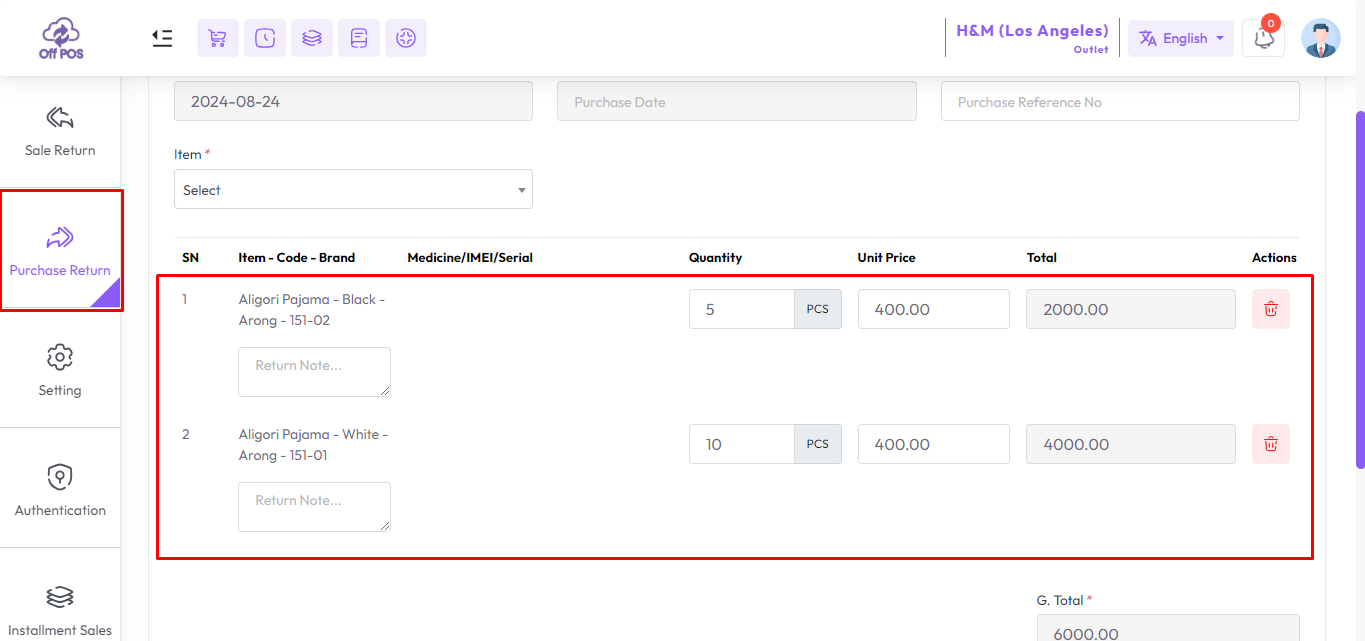 Off POS
H&M (Los Angeles)
Outlet
English
0
Sale Return
Purchase Return
Setting
Authentication
Installment Sales
2024-08-24
Purchase Date
Purchase Reference No
Item *
Select
SN Item - Code - Brand Medicine/IMEI/Serial Quantity Unit Price Total Actions
1 Aligori Pajama - Black - 5 PCS 400.00 2000.00
Arong - 151-02
Return Note...
2 Aligori Pajama - White - 10 PCS 400.00 4000.00
Arong - 151-01
Return Note...
G. Total *
6000.00